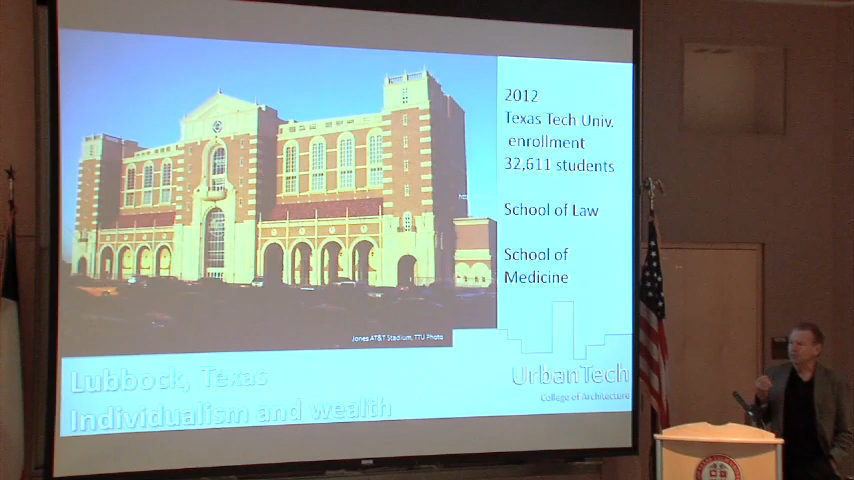 2012
Texas Tech Univ.
enrollment
32,611 students
School of Law
School of
Medicine
Jones AT&T Stadium, TTU Photo
Lubbock, Texas
Individualism and wealth
UrbanTech
College of Architecture